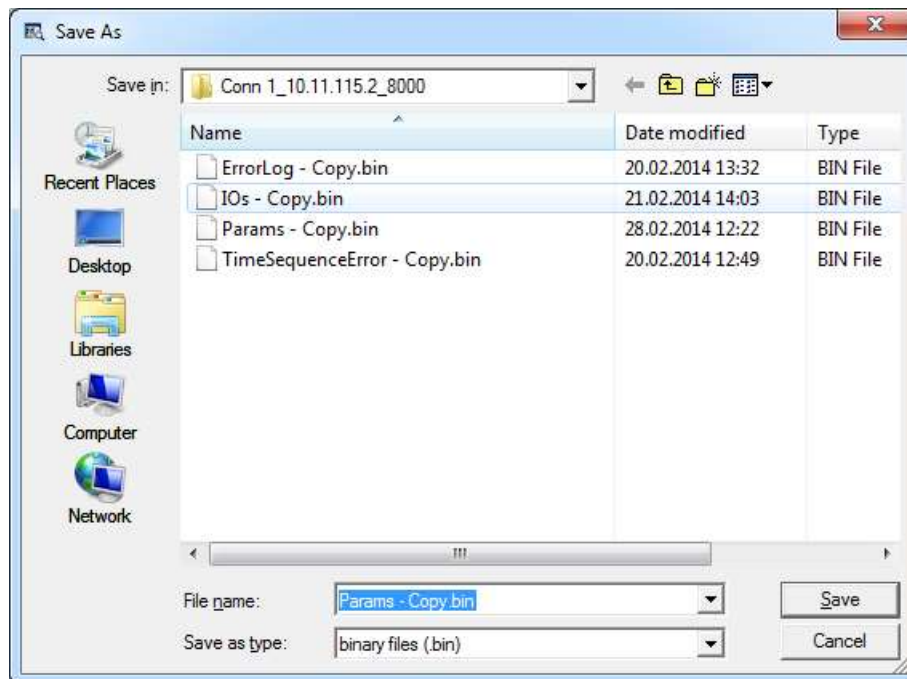 Save As
Save in: Conn 1_10.11.115.2_8000
Name Date modified Type
ErrorLog - Copy.bin 20.02.2014 13:32 BIN File
IOs - Copy.bin 21.02.2014 14:03 BIN File
Params - Copy.bin 28.02.2014 12:22 BIN File
TimeSequenceError - Copy.bin 20.02.2014 12:49 BIN File
Recent Places
Desktop
Libraries
Computer
Network
File name: Params - Copy.bin Save
Save as type: binary files (.bin) Cancel